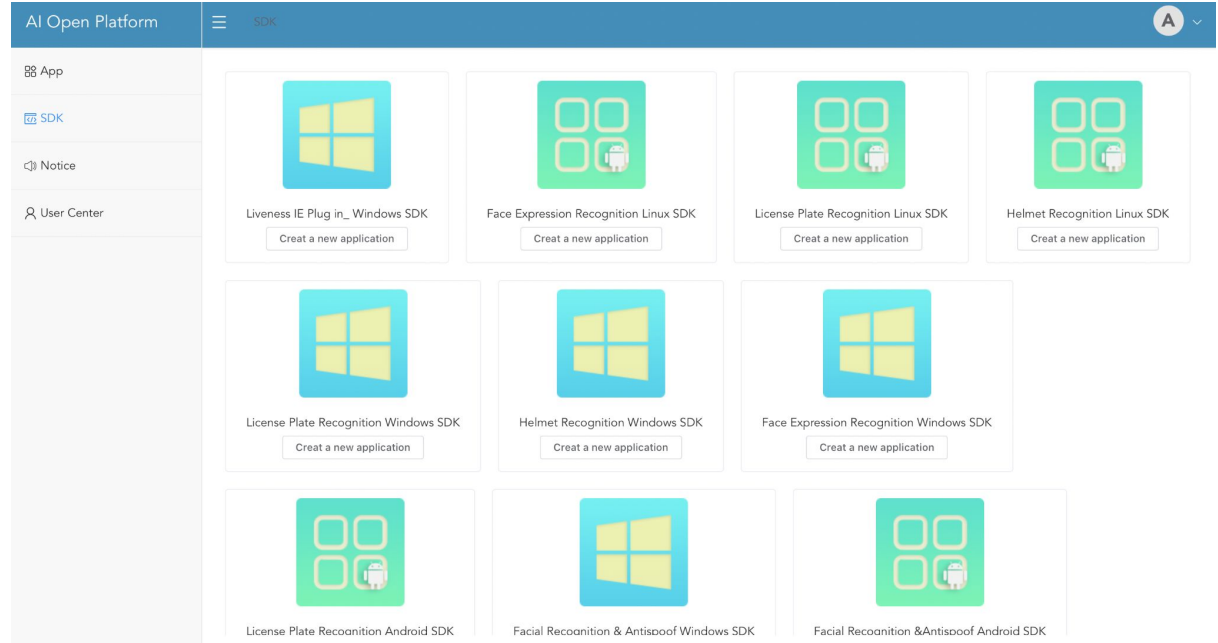 AI Open Platform
SDK
A
App
SDK
Notice
User Center
Liveness IE Plug in_ Windows SDK
Creat a new application
Face Expression Recognition Linux SDK
Creat a new application
License Plate Recognition Linux SDK
Creat a new application
Helmet Recognition Linux SDK
Creat a new application
License Plate Recognition Windows SDK
Creat a new application
Helmet Recognition Windows SDK
Creat a new application
Face Expression Recognition Windows SDK
Creat a new application
License Plate Recognition Android SDK
Facial Recognition & Antispoof Windows SDK
Facial Recognition &Antispoof Android SDK